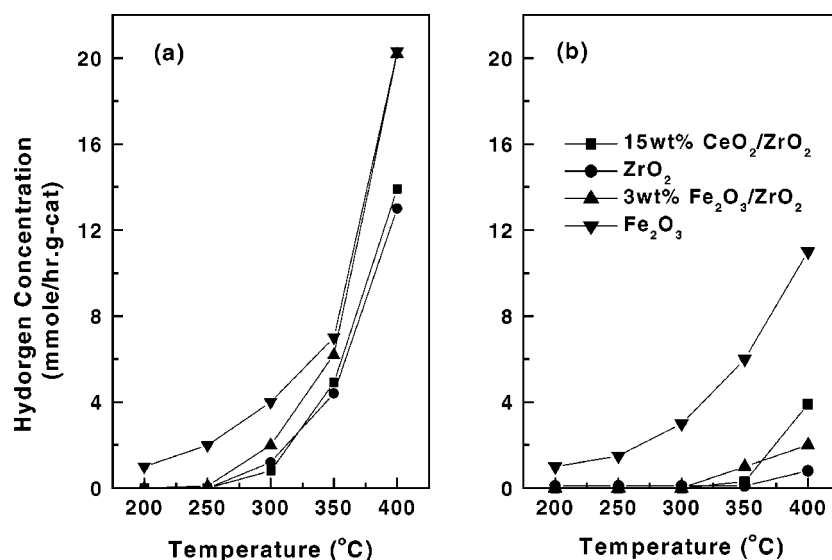 (a)
(b)
20
16
12
8
4
0
20
16
12
8
4
0
15wt% CeO₂/ZrO₂
ZrO₂
3wt% Fe₂O₃/ZrO₂
Fe₂O₃
Hydorgen Concentration
(mmole/hr.g-cat)
200 250 300 350 400
200 250 300 350 400
Temperature (°C)
Temperature (°C)